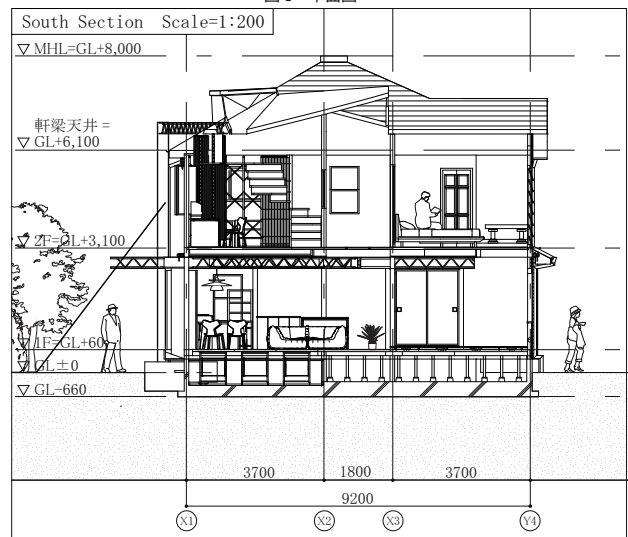 South Section Scale=1:200
▽ MHL=GL+8,000
軒梁天井=
▽ GL+6,100
▽ 2F=GL+3,100
▽ 1F=GL+60
▽ GL±0
▽ GL-660
3700 1800 3700
9200
X1 X2 X3 Y4